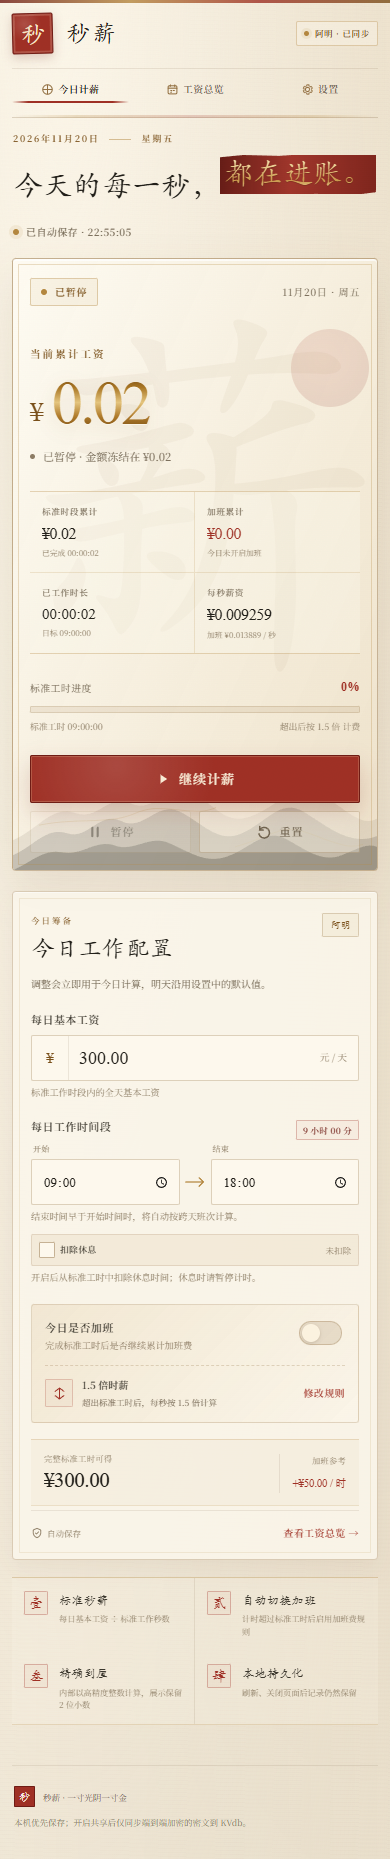 秒 秒薪
阿明 · 已同步
今日计薪 工资总览 设置
2026年11月20日 —— 星期五
今天的每一秒，都在进账。
已自动保存 · 22:55:05
已暂停 11月20日 · 周五
薪
当前累计工资
¥ 0.02
已暂停 · 金额冻结在 ¥0.02
标准时段累计 加班累计
¥0.02 ¥0.00
已完成 00:00:02 今日未开启加班
已工作时长 每秒薪资
00:00:02 ¥0.009259
目标 09:00:00 加班 ¥0.013889 / 秒
标准工时进度 0%
标准工时 09:00:00 超出后按 1.5 倍 计费
继续计薪
暂停 重置
今日筹备 阿明
今日工作配置
调整会立即用于今日计算，明天沿用设置中的默认值。
每日基本工资
¥ 300.00 元 / 天
标准工作时段内的全天基本工资
每日工作时间段 9 小时 00 分
开始 结束
09:00 → 18:00
结束时间早于开始时间时，将自动按跨天班次计算。
扣除休息 未扣除
开启后从标准工时中扣除休息时间；休息时请暂停计时。
今日是否加班
完成标准工时后是否继续累计加班费
1.5 倍时薪
超出标准工时后，每秒按 1.5 倍计算 修改规则
完整标准工时可得 加班参考
¥300.00 +¥50.00 / 时
自动保存 查看工资总览 →
壹 标准秒薪
每日基本工资 ÷ 标准工作秒数
贰 自动切换加班
计时超过标准工时后启用加班费规
则
叁 精确到厘
内部以高精度整数计算，展示保留
2 位小数
肆 本地持久化
刷新、关闭页面后记录仍然保留
秒 秒薪 · 一寸光阴一寸金
本机优先保存；开启共享后仅同步端到端加密的密文到 KVdb。